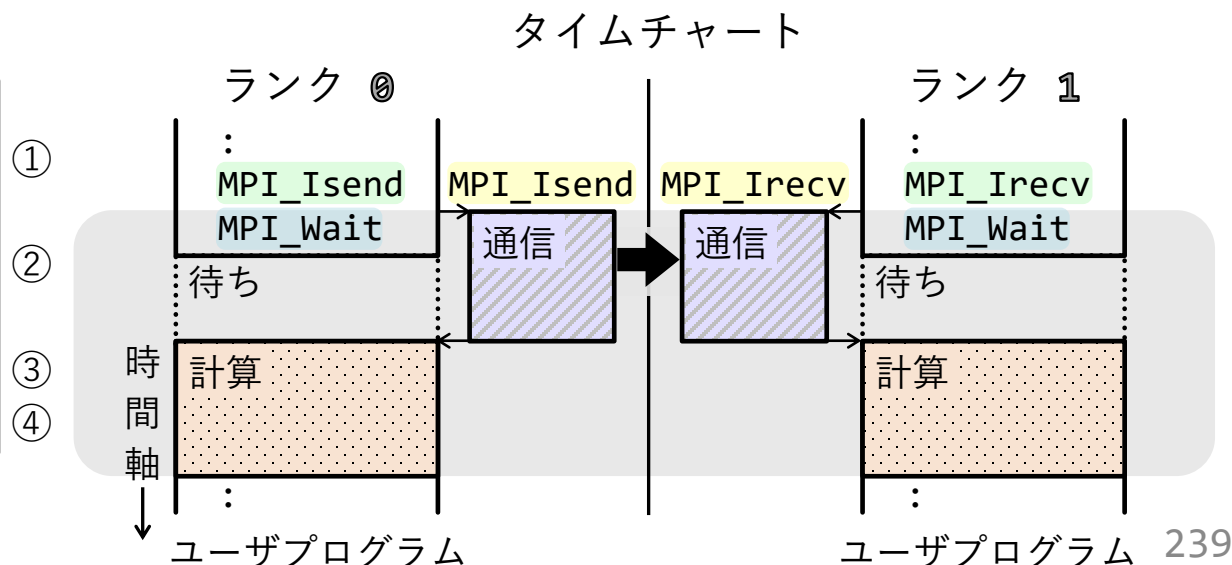 タイムチャート
ランク 0
ランク 1
①
:
:
MPI_Isend
MPI_Isend
MPI_Irecv
MPI_Irecv
MPI_Wait
MPI_Wait
②
通信
通信
待ち
待ち
③
計算
計算
④
時間軸
:
:
ユーザプログラム
ユーザプログラム
239